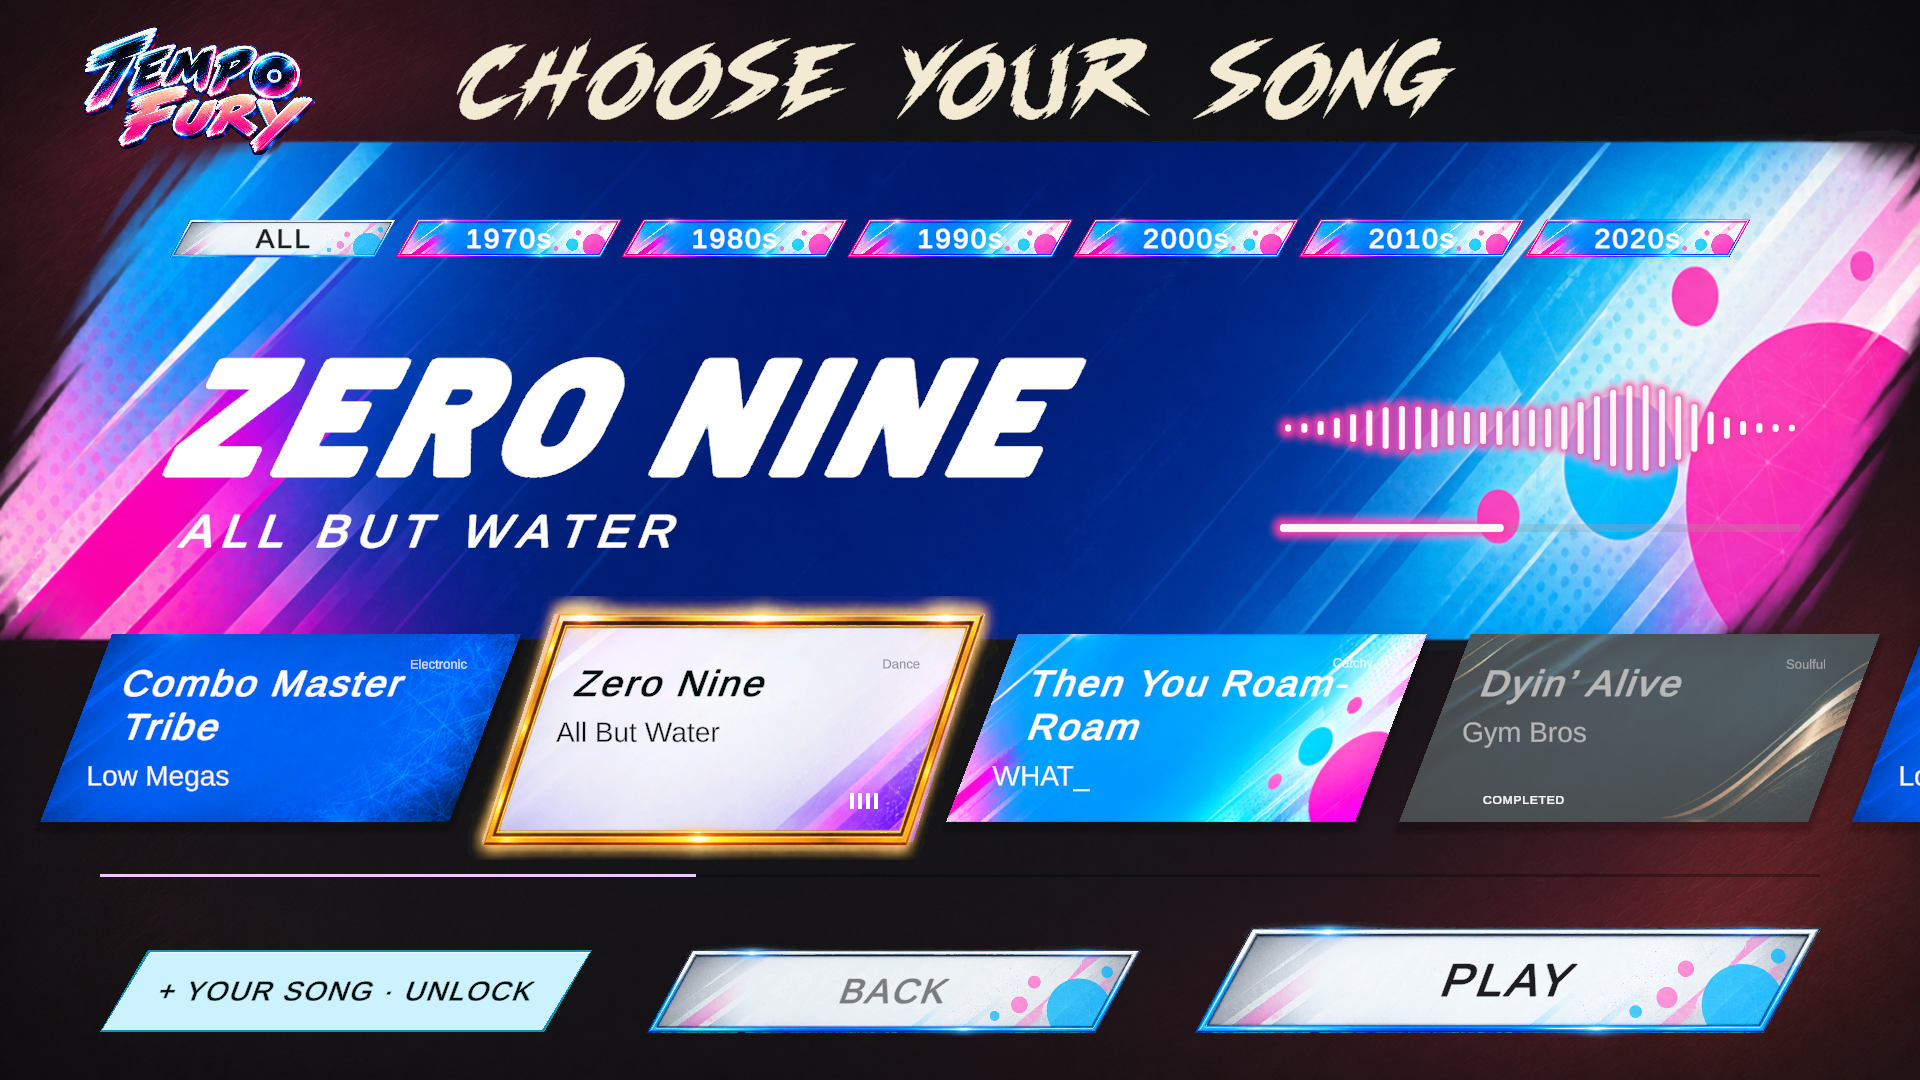 TEMPO
FURY
CHOOSE YOUR SONG
ALL
1970s
1980s
1990s
2000s
2010s
2020s
ZERO NINE
ALL BUT WATER
Electronic
Combo Master
Tribe
Low Megas
Dance
Zero Nine
All But Water
Catchy
Then You Roam-
Roam
WHAT_
Soulful
Dyin’ Alive
Gym Bros
COMPLETED
+ YOUR SONG · UNLOCK
BACK
PLAY